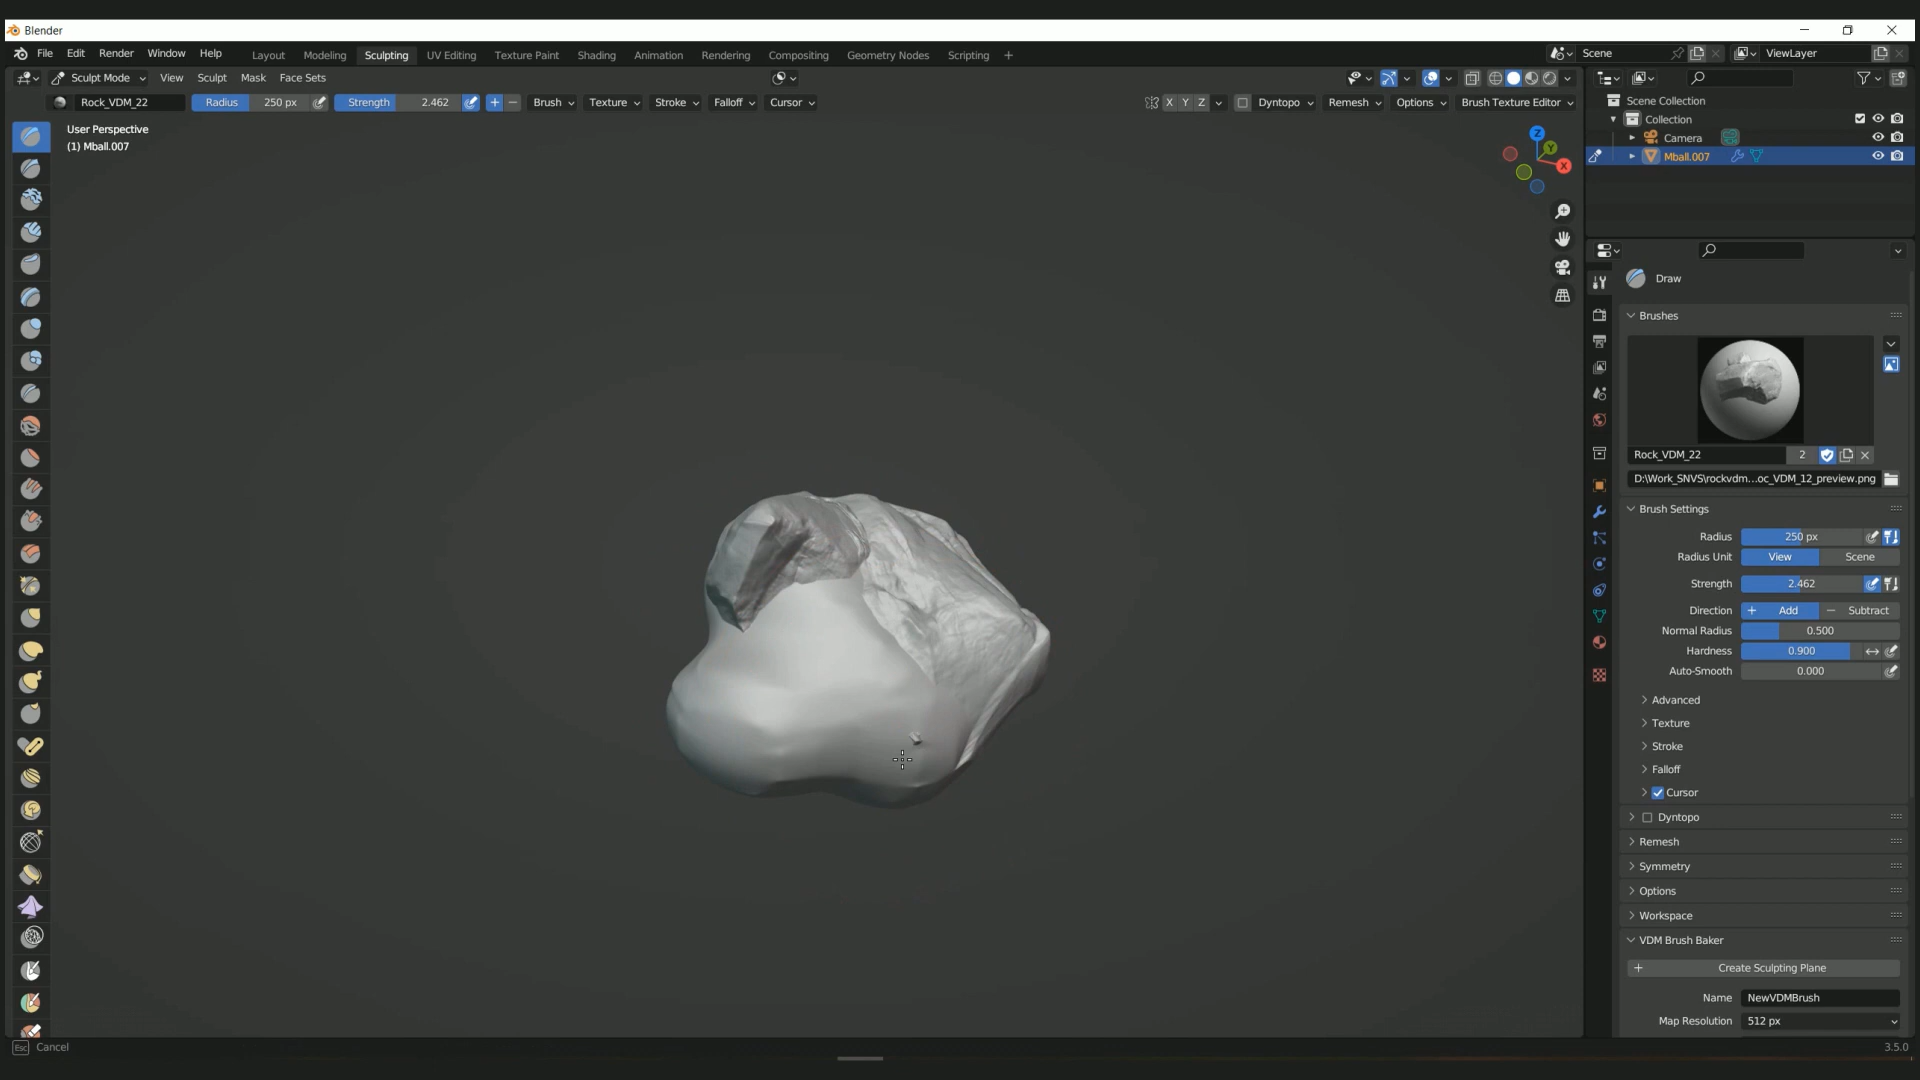 Blender
File Edit Render Window Help Layout Modeling Sculpting UV Editing Texture Paint Shading Animation Rendering Compositing Geometry Nodes Scripting + Scene ViewLayer
Sculpt Mode View Sculpt Mask Face Sets
Rock_VDM_22 Radius 250 px Strength 2.462 + − Brush Texture Stroke Falloff Cursor X Y Z Dyntopo Remesh Options Brush Texture Editor
User Perspective
(1) Mball.007
Z
Y
X
Scene Collection
Collection
Camera
Mball.007
Draw
Brushes
Rock_VDM_22 2
D:\Work_SNVS\rockvdm...oc_VDM_12_preview.png
Brush Settings
Radius 250 px
Radius Unit View Scene
Strength 2.462
Direction + Add − Subtract
Normal Radius 0.500
Hardness 0.900
Auto-Smooth 0.000
Advanced
Texture
Stroke
Falloff
Cursor
Dyntopo
Remesh
Symmetry
Options
Workspace
VDM Brush Baker
+ Create Sculpting Plane
Name NewVDMBrush
Map Resolution 512 px
Esc Cancel
3.5.0